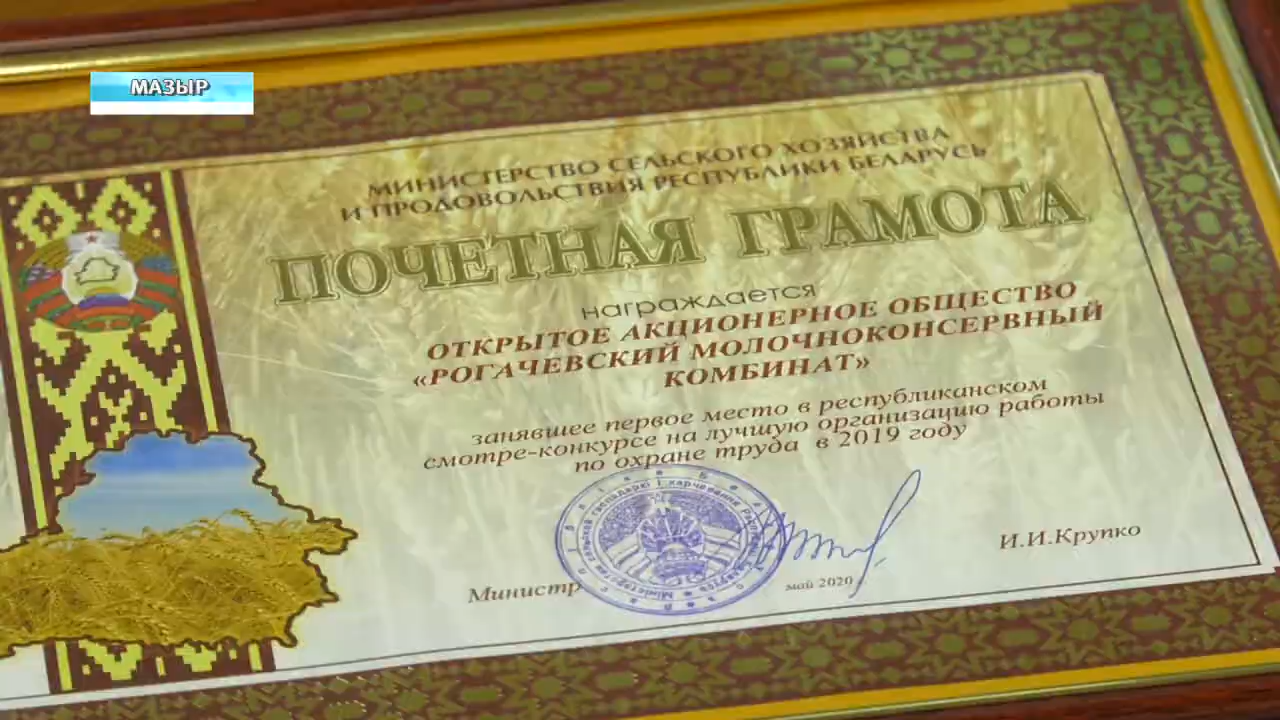 МАЗЫР
МИНИСТЕРСТВО СЕЛЬСКОГО ХОЗЯЙСТВА
И ПРОДОВОЛЬСТВИЯ РЕСПУБЛИКИ БЕЛАРУСЬ
ПОЧЕТНАЯ ГРАМОТА
награждается
ОТКРЫТОЕ АКЦИОНЕРНОЕ ОБЩЕСТВО
«РОГАЧЕВСКИЙ МОЛОЧНОКОНСЕРВНЫЙ
КОМБИНАТ»
занявшее первое место в республиканском
смотре-конкурсе на лучшую организацию работы
по охране труда в 2019 году
Министр
май 2020 г.
И.И.Крупко